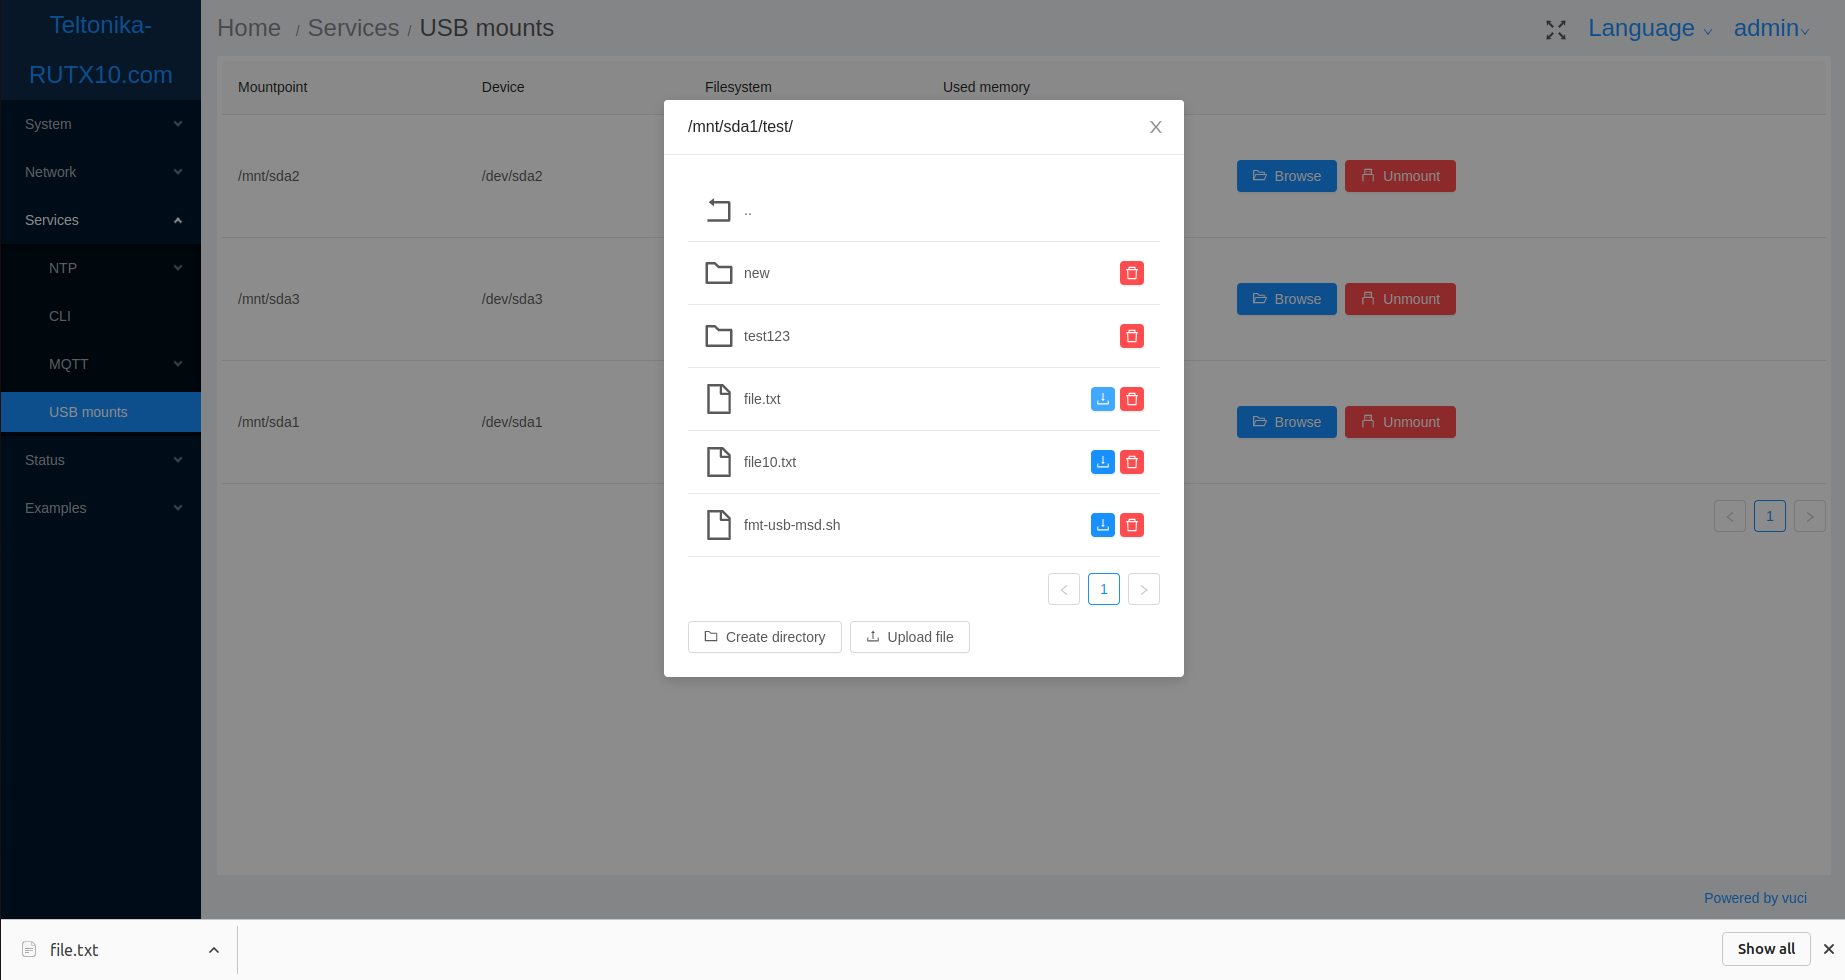 Teltonika-
RUTX10.com
Home / Services / USB mounts
Language
admin
System
Network
Services
NTP
CLI
MQTT
USB mounts
Status
Examples
Mountpoint Device Filesystem Used memory
/mnt/sda2 /dev/sda2 Browse Unmount
/mnt/sda3 /dev/sda3 Browse Unmount
/mnt/sda1 /dev/sda1 Browse Unmount
< 1 >
/mnt/sda1/test/ X
..
new
test123
file.txt
file10.txt
fmt-usb-msd.sh
< 1 >
Create directory Upload file
Powered by vuci
file.txt
Show all